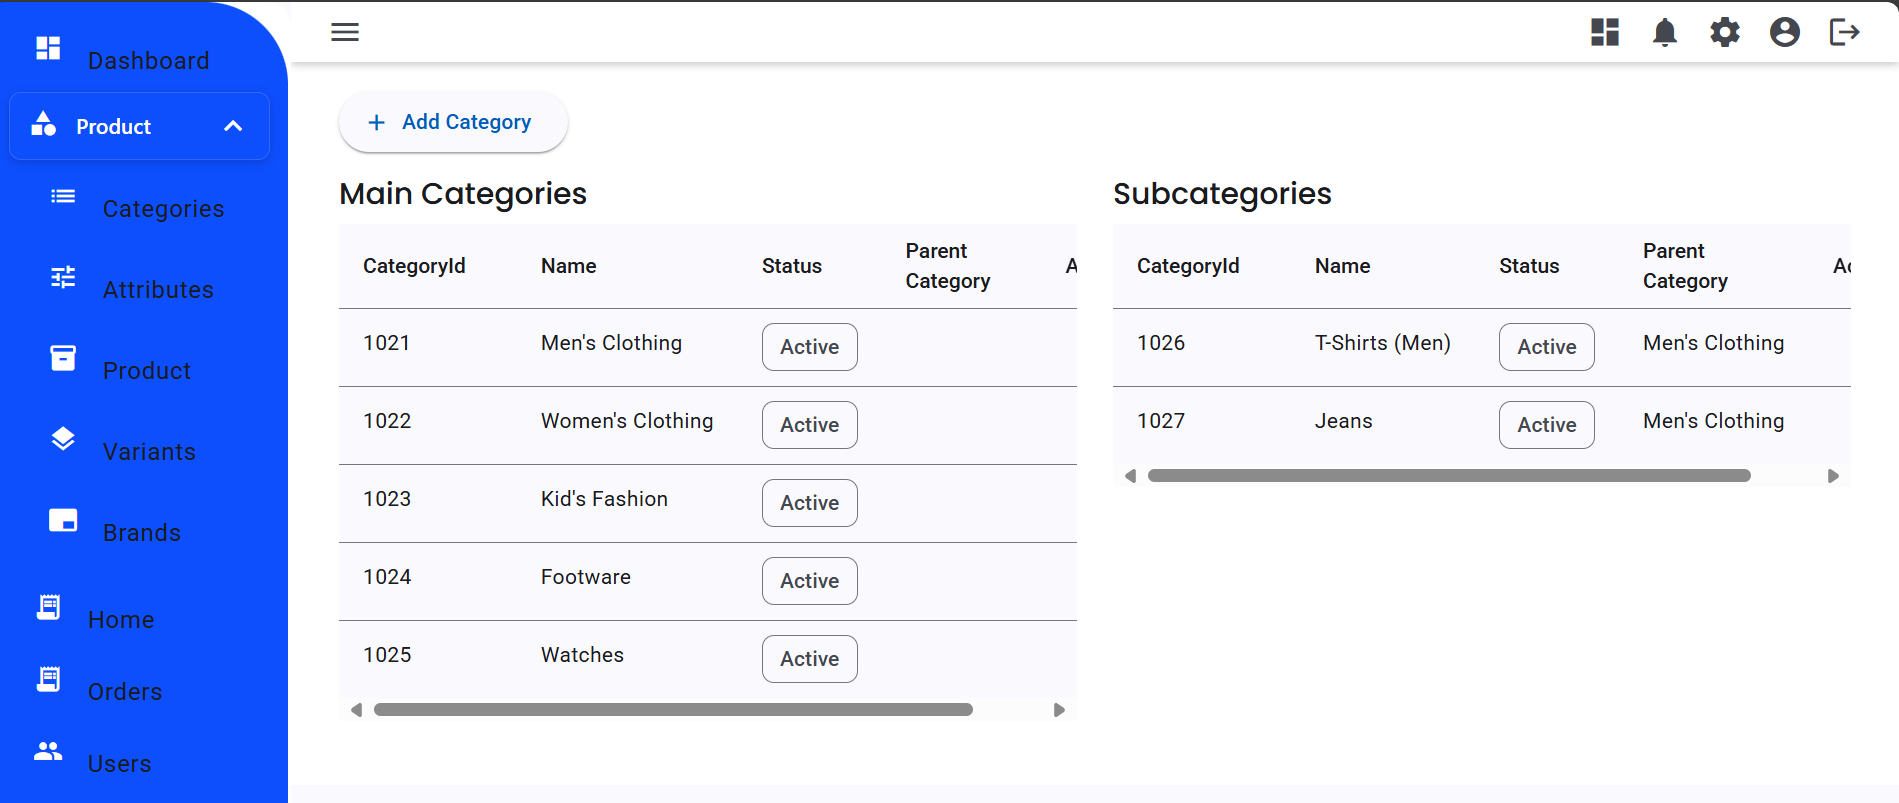 Dashboard
Product
Categories
Attributes
Product
Variants
Brands
Home
Orders
Users
+ Add Category
Main Categories
CategoryId Name Status Parent Category
1021 Men's Clothing Active
1022 Women's Clothing Active
1023 Kid's Fashion Active
1024 Footware Active
1025 Watches Active
Subcategories
CategoryId Name Status Parent Category
1026 T-Shirts (Men) Active Men's Clothing
1027 Jeans Active Men's Clothing